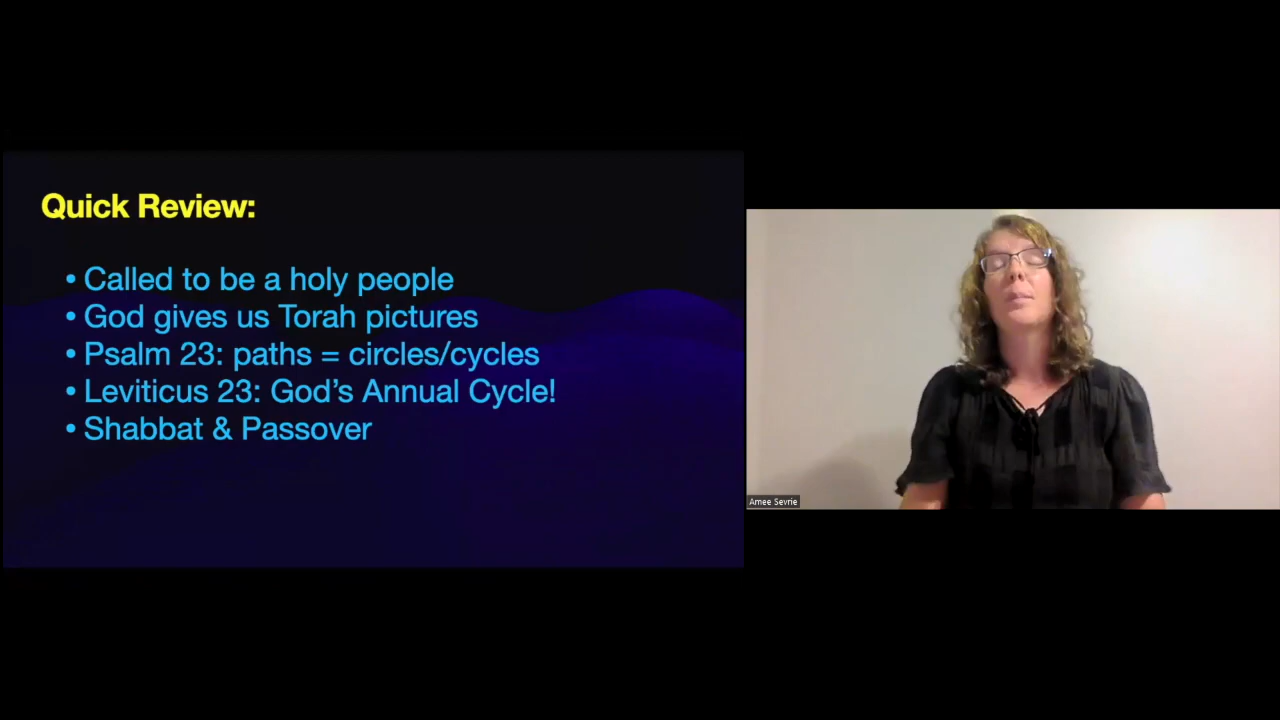 Quick Review:
• Called to be a holy people
• God gives us Torah pictures
• Psalm 23: paths = circles/cycles
• Leviticus 23: God's Annual Cycle!
• Shabbat & Passover
Amee Sevrie